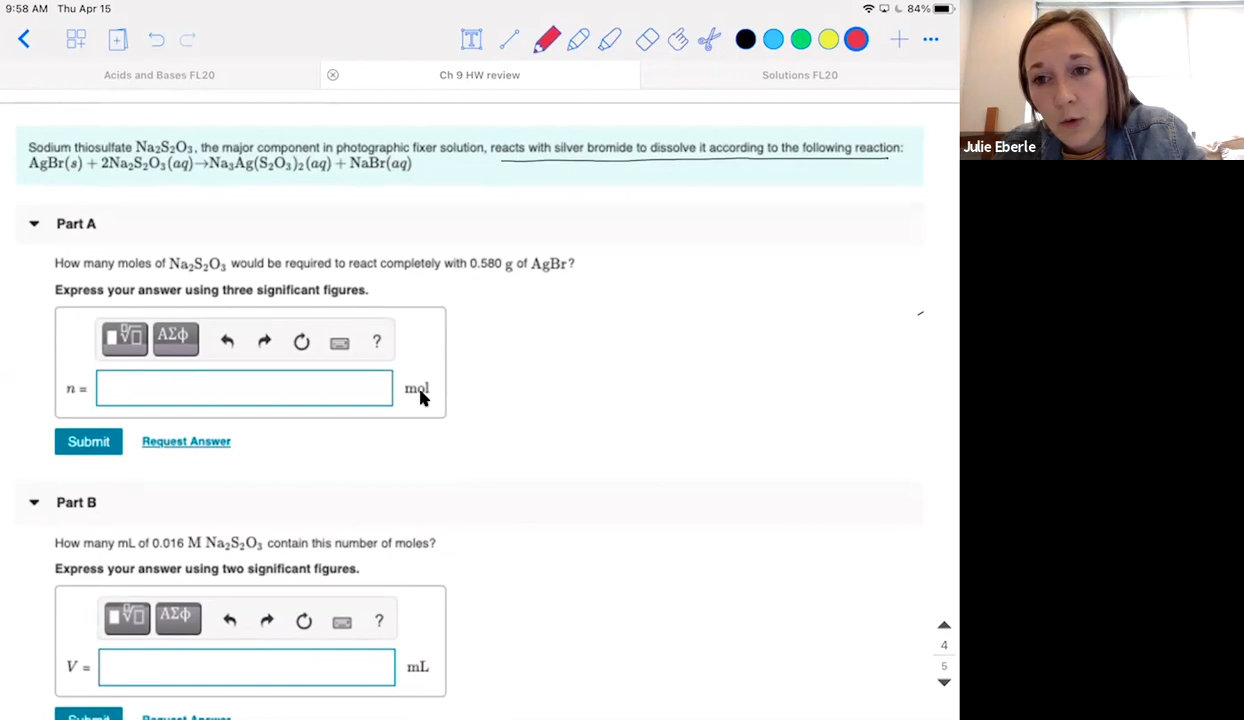 9:58 AM Thu Apr 15
84%
Acids and Bases FL20
Ch 9 HW review
Solutions FL20
Julie Eberle
Sodium thiosulfate Na₂S₂O₃, the major component in photographic fixer solution, reacts with silver bromide to dissolve it according to the following reaction:
AgBr(s) + 2Na₂S₂O₃(aq)→Na₃Ag(S₂O₃)₂(aq) + NaBr(aq)
Part A
How many moles of Na₂S₂O₃ would be required to react completely with 0.580 g of AgBr?
Express your answer using three significant figures.
ΑΣϕ
?
n =
mol
Submit
Request Answer
Part B
How many mL of 0.016 M Na₂S₂O₃ contain this number of moles?
Express your answer using two significant figures.
ΑΣϕ
?
V =
mL
4
5
Submit
Request Answer